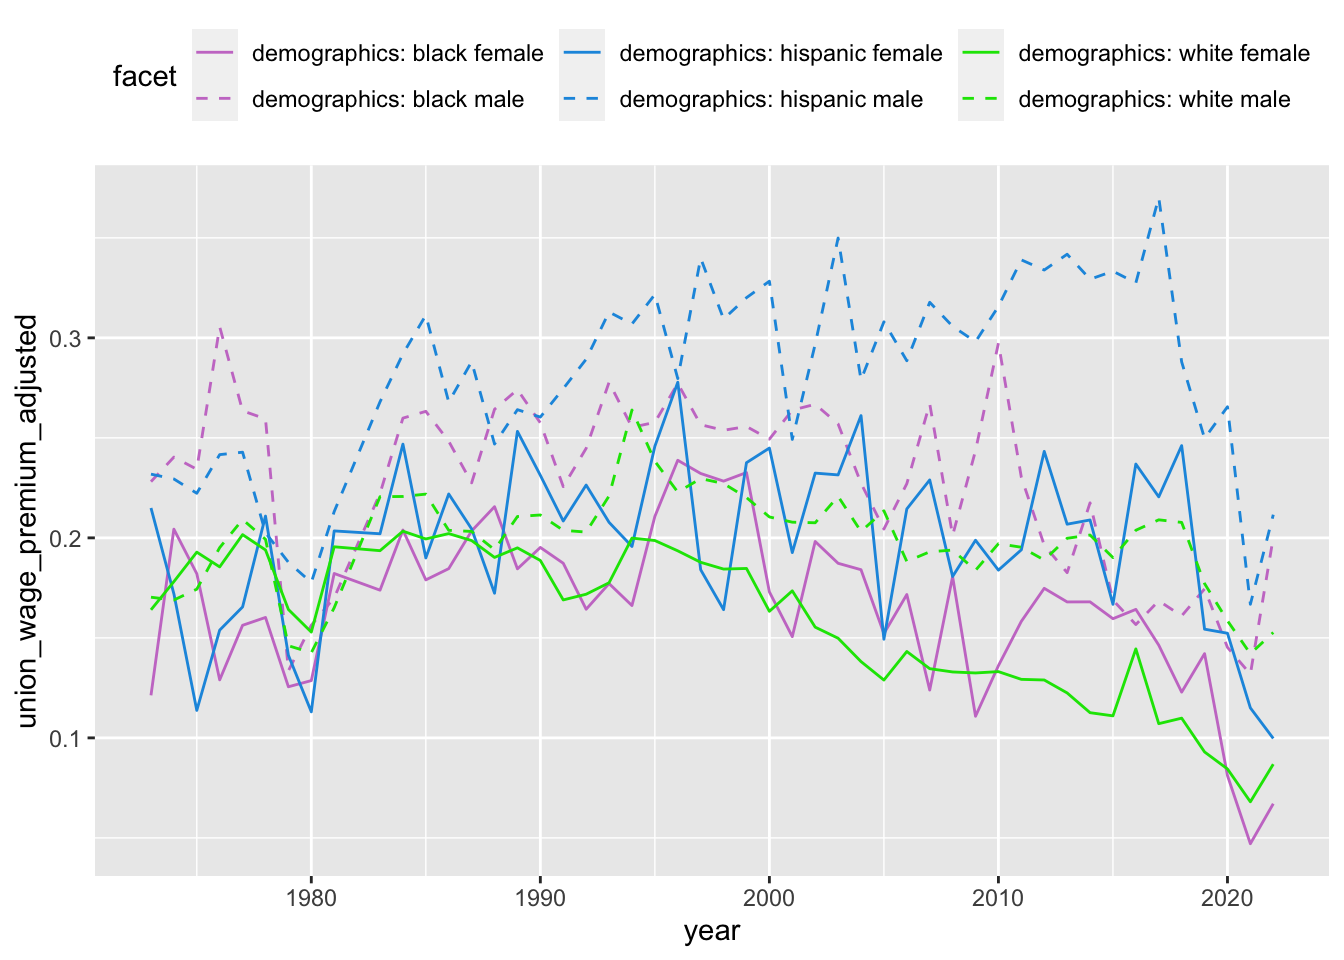 facet
demographics: black female
demographics: hispanic female
demographics: white female
demographics: black male
demographics: hispanic male
demographics: white male
union_wage_premium_adjusted
0.3
0.2
0.1
1980
1990
2000
2010
2020
year